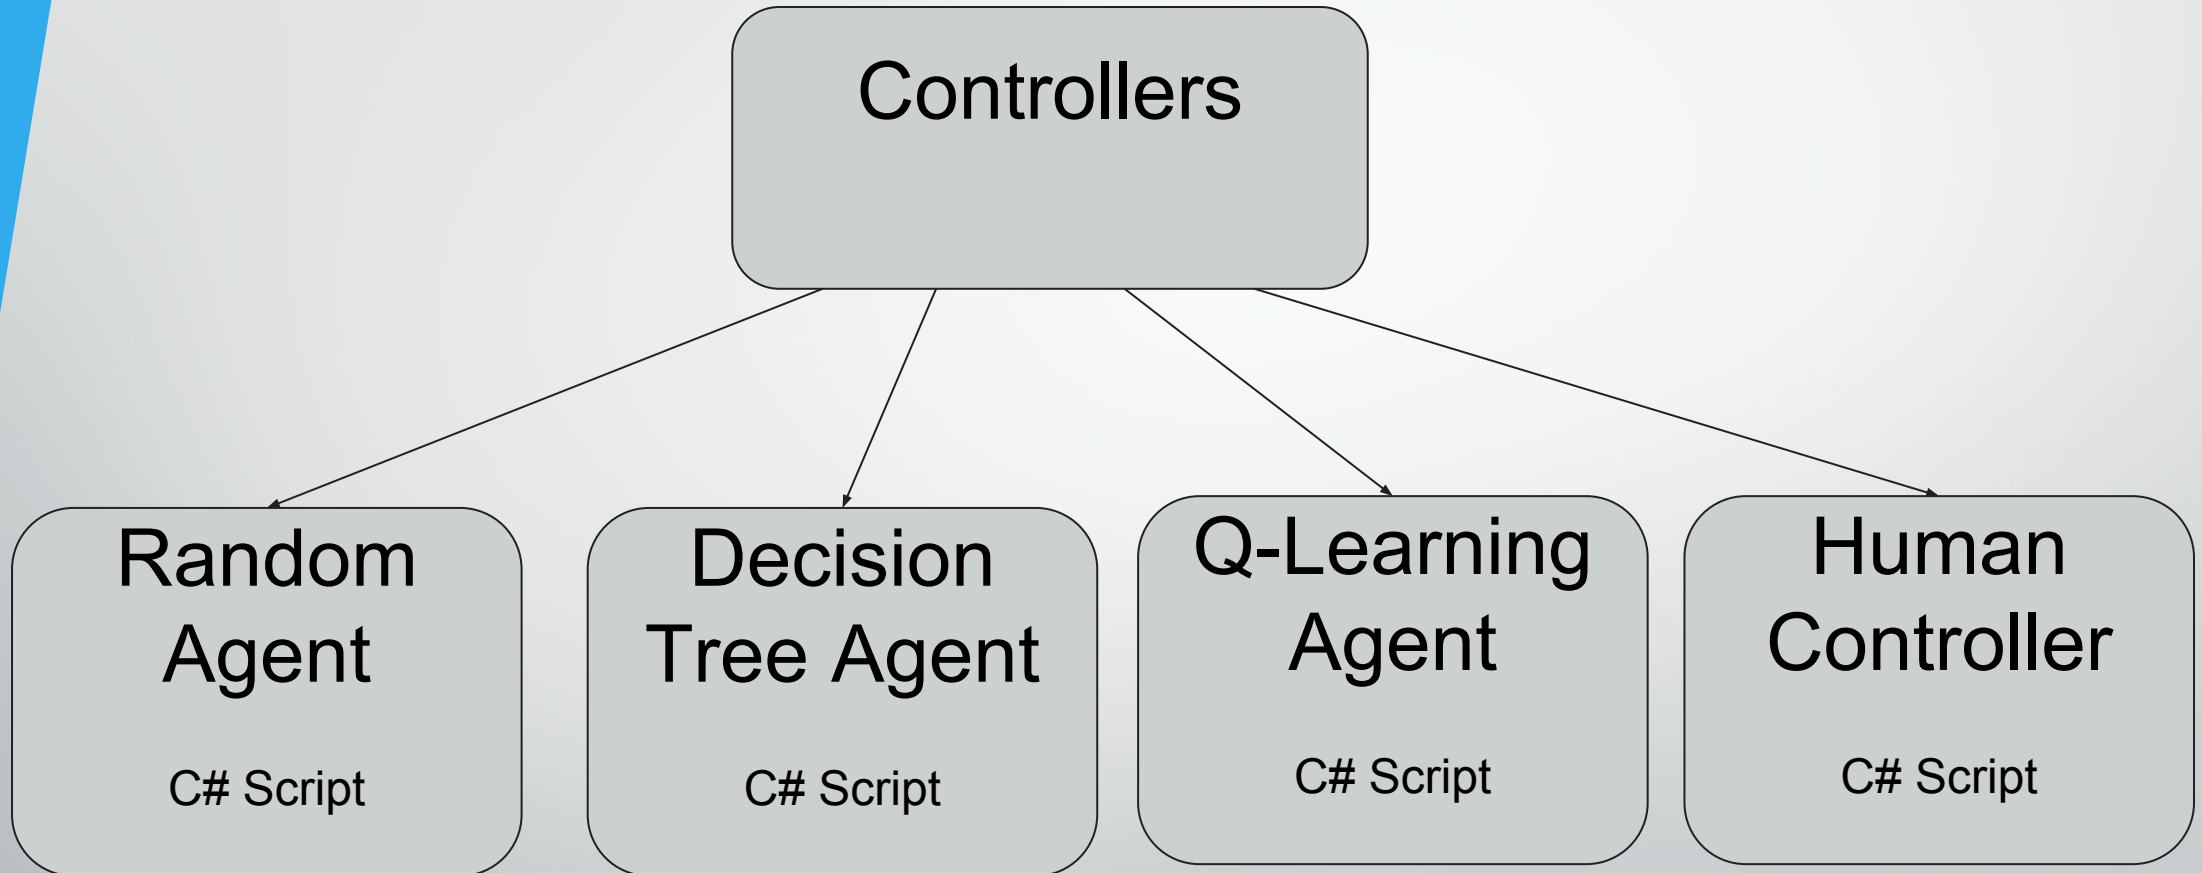 Controllers
Random
Agent
C# Script
Decision
Tree Agent
C# Script
Q-Learning
Agent
C# Script
Human
Controller
C# Script